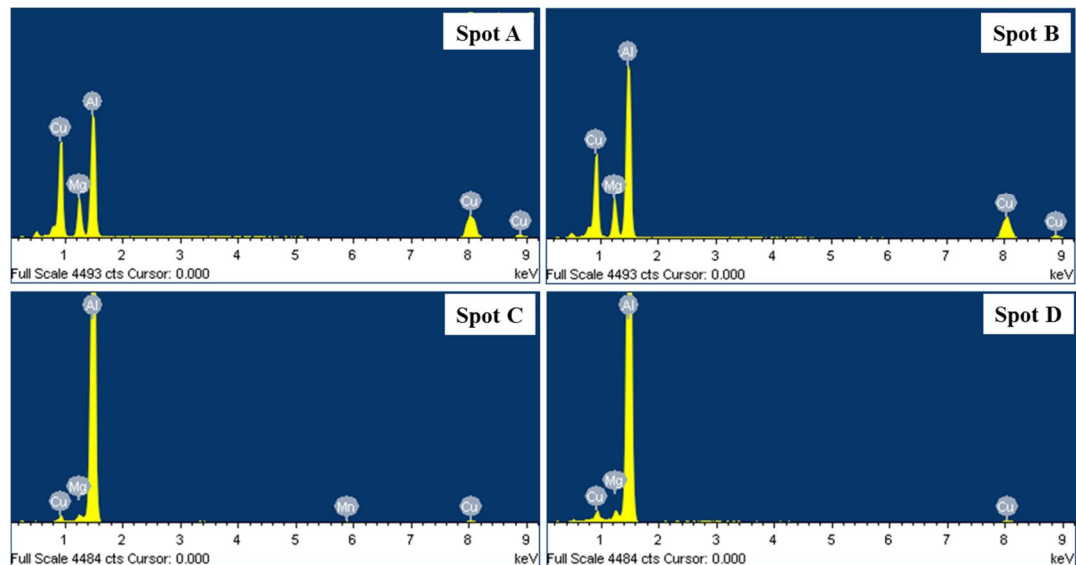 Spot A
Al
Cu
Mg
Cu
Cu
1 2 3 4 5 6 7 8 9
Full Scale 4493 cts Cursor: 0.000 keV
Spot B
Al
Cu
Mg
Cu
Cu
1 2 3 4 5 6 7 8 9
Full Scale 4493 cts Cursor: 0.000 keV
Spot C
Al
Mg
Cu
Mn
Cu
1 2 3 4 5 6 7 8 9
Full Scale 4484 cts Cursor: 0.000 keV
Spot D
Al
Mg
Cu
Cu
1 2 3 4 5 6 7 8 9
Full Scale 4484 cts Cursor: 0.000 keV